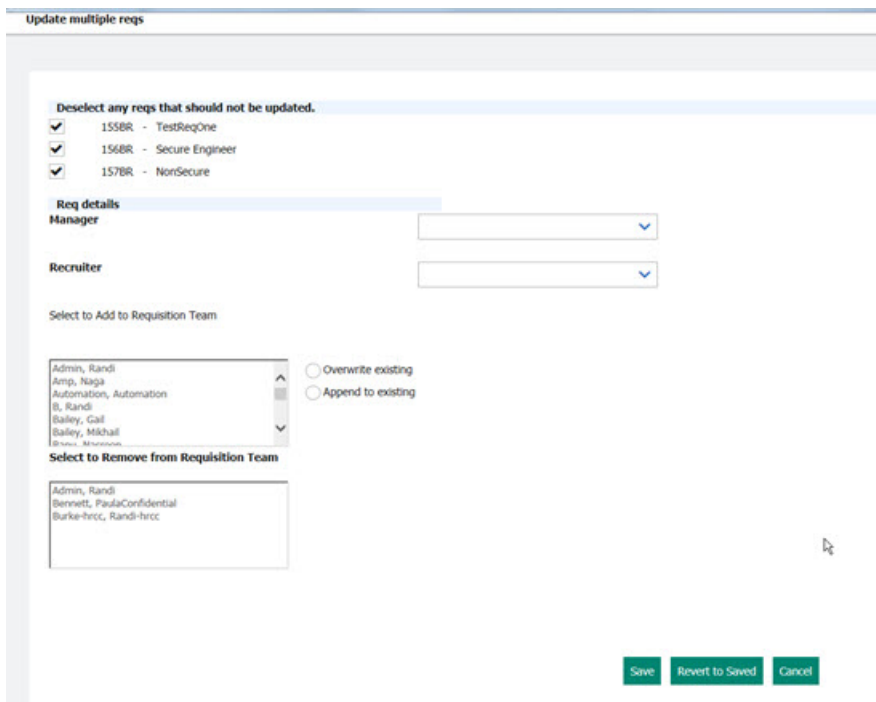 Update multiple reqs
Deselect any reqs that should not be updated.
155BR - TestReqOne
156BR - Secure Engineer
157BR - NonSecure
Req details
Manager
Recruiter
Select to Add to Requisition Team
Admin, Randi
Amp, Naga
Automation, Automation
B, Randi
Bailey, Gail
Bailey, Mikhail
Overwrite existing
Append to existing
Select to Remove from Requisition Team
Admin, Randi
Bennett, PaulaConfidential
Burke-hrcc, Randi-hrcc
Save Revert to Saved Cancel